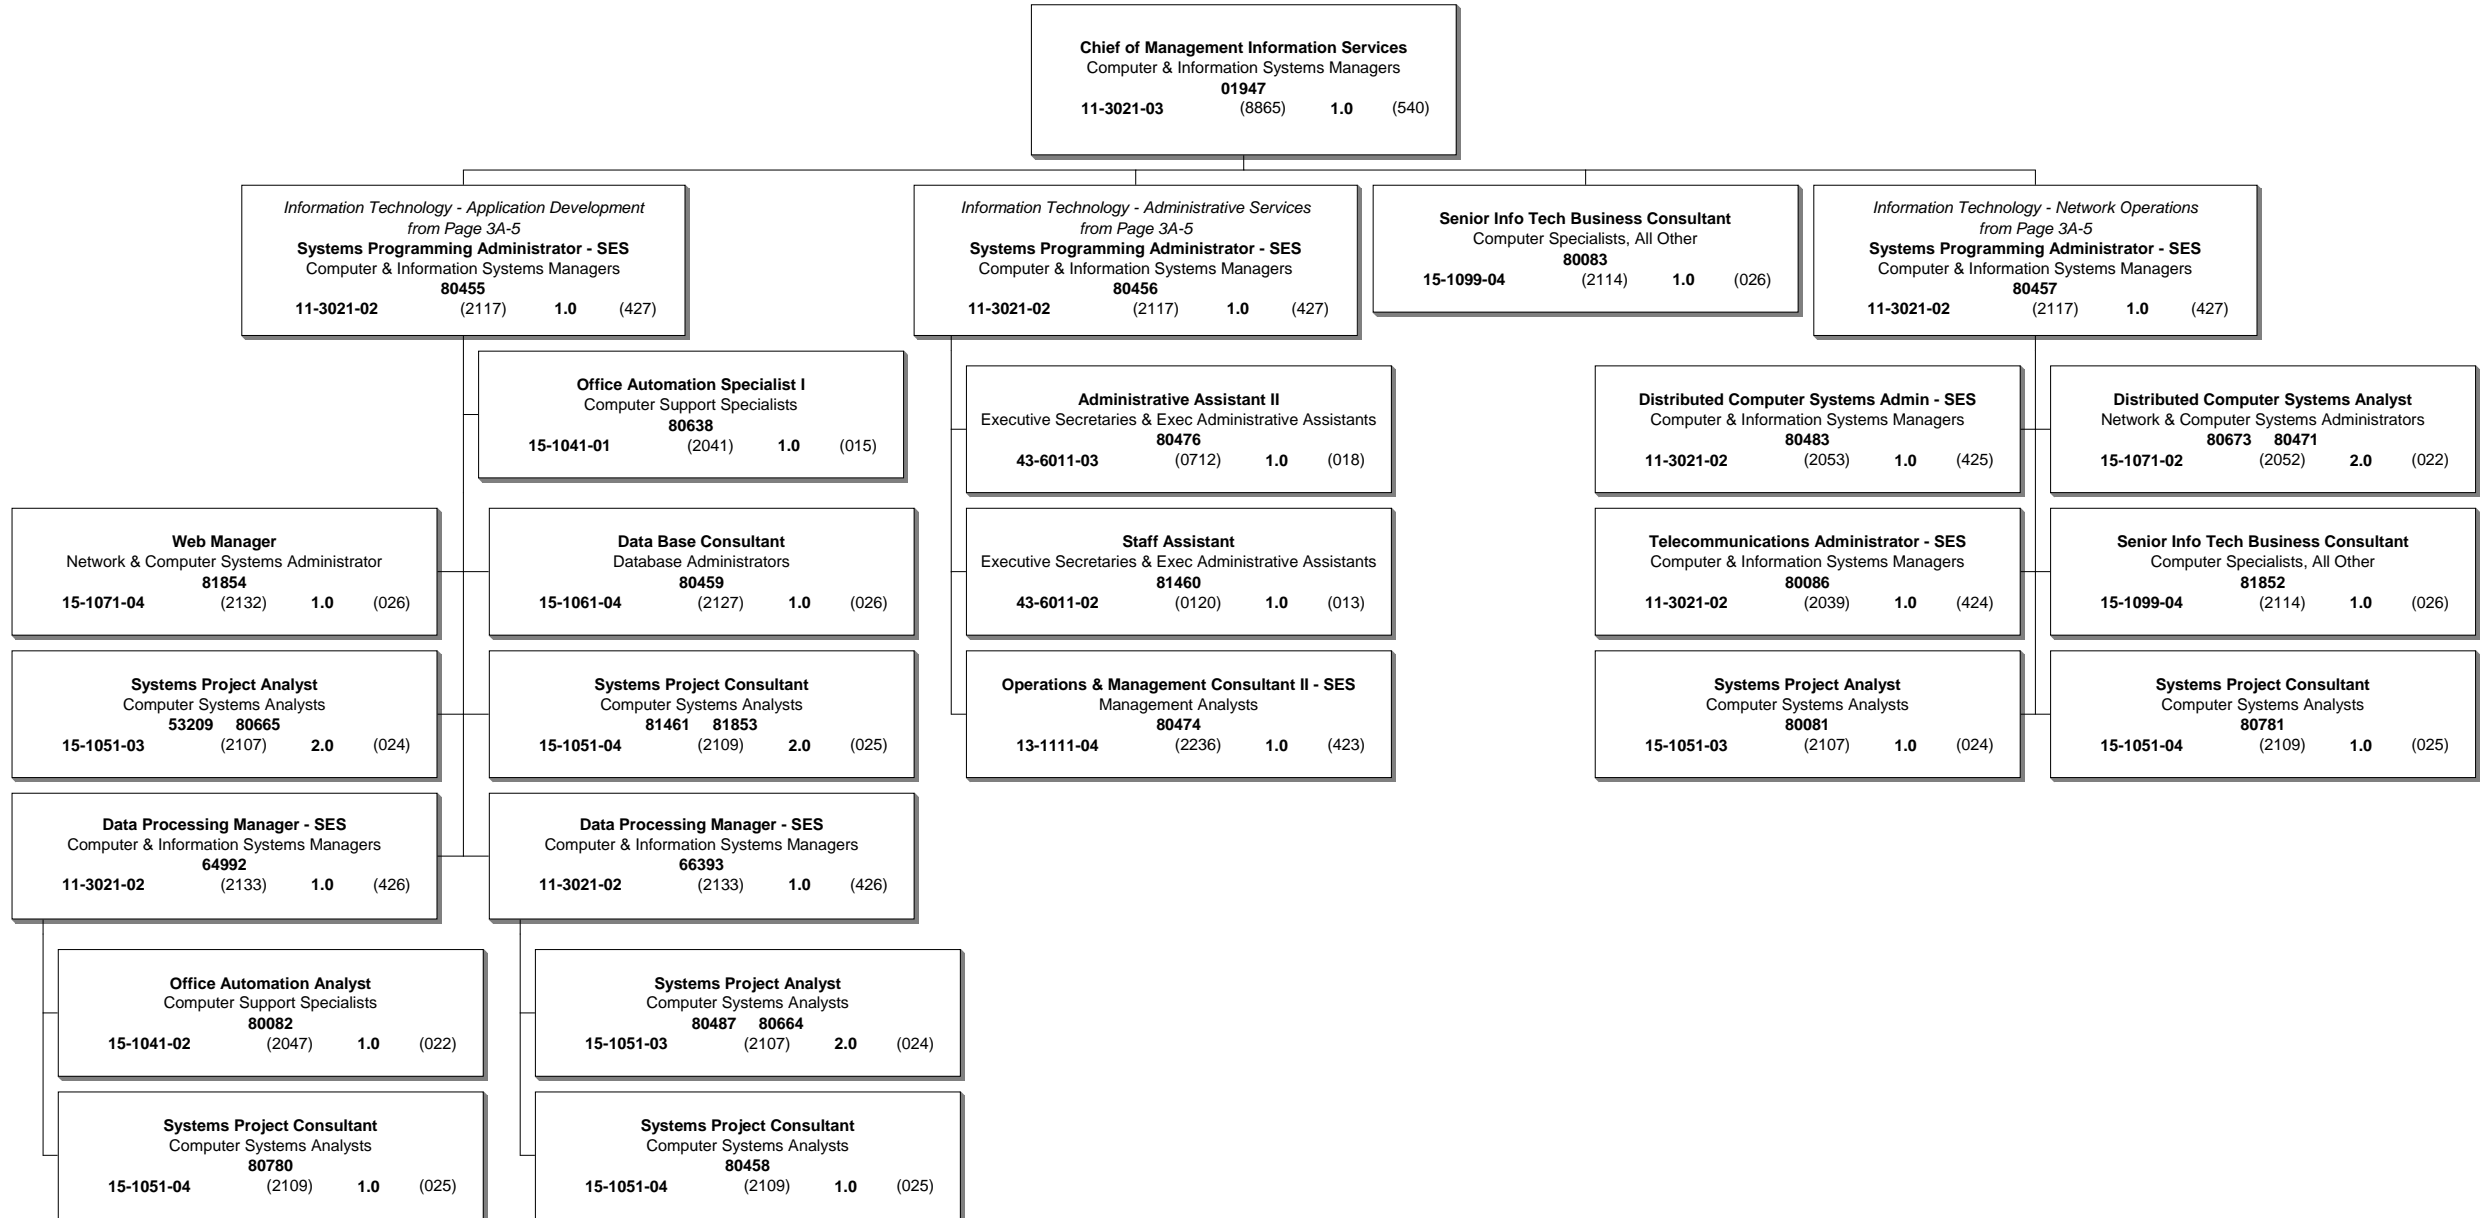 Chief of Management Information Services
Computer & Information Systems Managers
01947
11-3021-03 (8865) 1.0 (540)
Information Technology - Application Development
from Page 3A-5
Systems Programming Administrator - SES
Computer & Information Systems Managers
80455
11-3021-02 (2117) 1.0 (427)
Information Technology - Administrative Services
from Page 3A-5
Systems Programming Administrator - SES
Computer & Information Systems Managers
80456
11-3021-02 (2117) 1.0 (427)
Senior Info Tech Business Consultant
Computer Specialists, All Other
80083
15-1099-04 (2114) 1.0 (026)
Information Technology - Network Operations
from Page 3A-5
Systems Programming Administrator - SES
Computer & Information Systems Managers
80457
11-3021-02 (2117) 1.0 (427)
Office Automation Specialist I
Computer Support Specialists
80638
15-1041-01 (2041) 1.0 (015)
Administrative Assistant II
Executive Secretaries & Exec Administrative Assistants
80476
43-6011-03 (0712) 1.0 (018)
Distributed Computer Systems Admin - SES
Computer & Information Systems Managers
80483
11-3021-02 (2053) 1.0 (425)
Distributed Computer Systems Analyst
Network & Computer Systems Administrators
80673 80471
15-1071-02 (2052) 2.0 (022)
Web Manager
Network & Computer Systems Administrator
81854
15-1071-04 (2132) 1.0 (026)
Data Base Consultant
Database Administrators
80459
15-1061-04 (2127) 1.0 (026)
Staff Assistant
Executive Secretaries & Exec Administrative Assistants
81460
43-6011-02 (0120) 1.0 (013)
Telecommunications Administrator - SES
Computer & Information Systems Managers
80086
11-3021-02 (2039) 1.0 (424)
Senior Info Tech Business Consultant
Computer Specialists, All Other
81852
15-1099-04 (2114) 1.0 (026)
Systems Project Analyst
Computer Systems Analysts
53209 80665
15-1051-03 (2107) 2.0 (024)
Systems Project Consultant
Computer Systems Analysts
81461 81853
15-1051-04 (2109) 2.0 (025)
Operations & Management Consultant II - SES
Management Analysts
80474
13-1111-04 (2236) 1.0 (423)
Systems Project Analyst
Computer Systems Analysts
80081
15-1051-03 (2107) 1.0 (024)
Systems Project Consultant
Computer Systems Analysts
80781
15-1051-04 (2109) 1.0 (025)
Data Processing Manager - SES
Computer & Information Systems Managers
64992
11-3021-02 (2133) 1.0 (426)
Data Processing Manager - SES
Computer & Information Systems Managers
66393
11-3021-02 (2133) 1.0 (426)
Office Automation Analyst
Computer Support Specialists
80082
15-1041-02 (2047) 1.0 (022)
Systems Project Analyst
Computer Systems Analysts
80487 80664
15-1051-03 (2107) 2.0 (024)
Systems Project Consultant
Computer Systems Analysts
80780
15-1051-04 (2109) 1.0 (025)
Systems Project Consultant
Computer Systems Analysts
80458
15-1051-04 (2109) 1.0 (025)